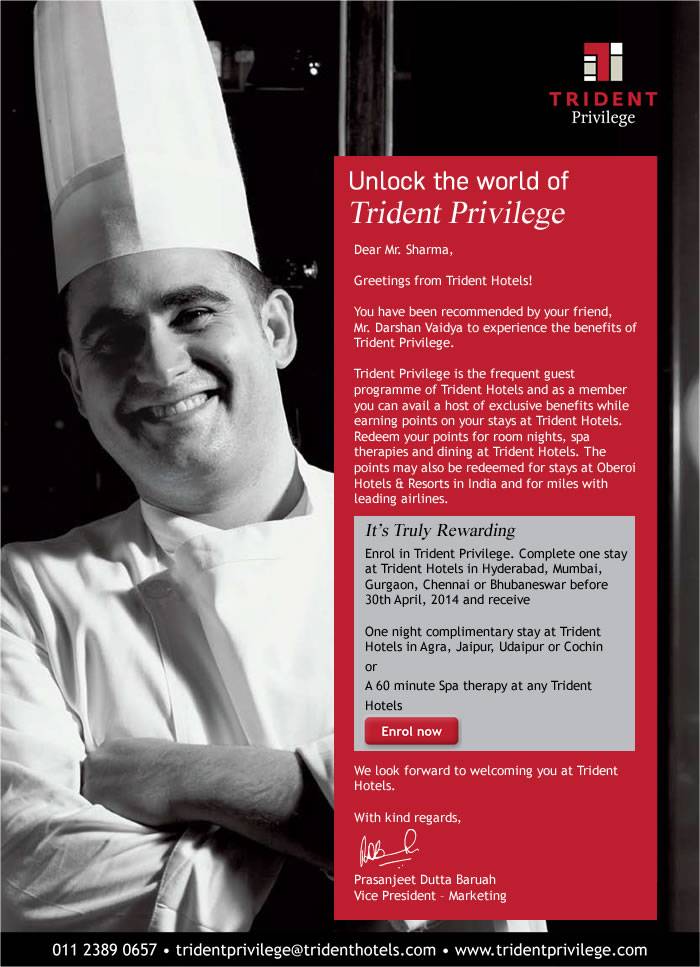 TRIDENT
Privilege
Unlock the world of
Trident Privilege
Dear Mr. Sharma,
Greetings from Trident Hotels!
You have been recommended by your friend,
Mr. Darshan Vaidya to experience the benefits of
Trident Privilege.
Trident Privilege is the frequent guest
programme of Trident Hotels and as a member
you can avail a host of exclusive benefits while
earning points on your stays at Trident Hotels.
Redeem your points for room nights, spa
therapies and dining at Trident Hotels. The
points may also be redeemed for stays at Oberoi
Hotels & Resorts in India and for miles with
leading airlines.
It's Truly Rewarding
Enrol in Trident Privilege. Complete one stay
at Trident Hotels in Hyderabad, Mumbai,
Gurgaon, Chennai or Bhubaneswar before
30th April, 2014 and receive
One night complimentary stay at Trident
Hotels in Agra, Jaipur, Udaipur or Cochin
or
A 60 minute Spa therapy at any Trident
Hotels
Enrol now
We look forward to welcoming you at Trident
Hotels.
With kind regards,
Prasanjeet Dutta Baruah
Vice President - Marketing
011 2389 0657 • tridentprivilege@tridenthotels.com • www.tridentprivilege.com